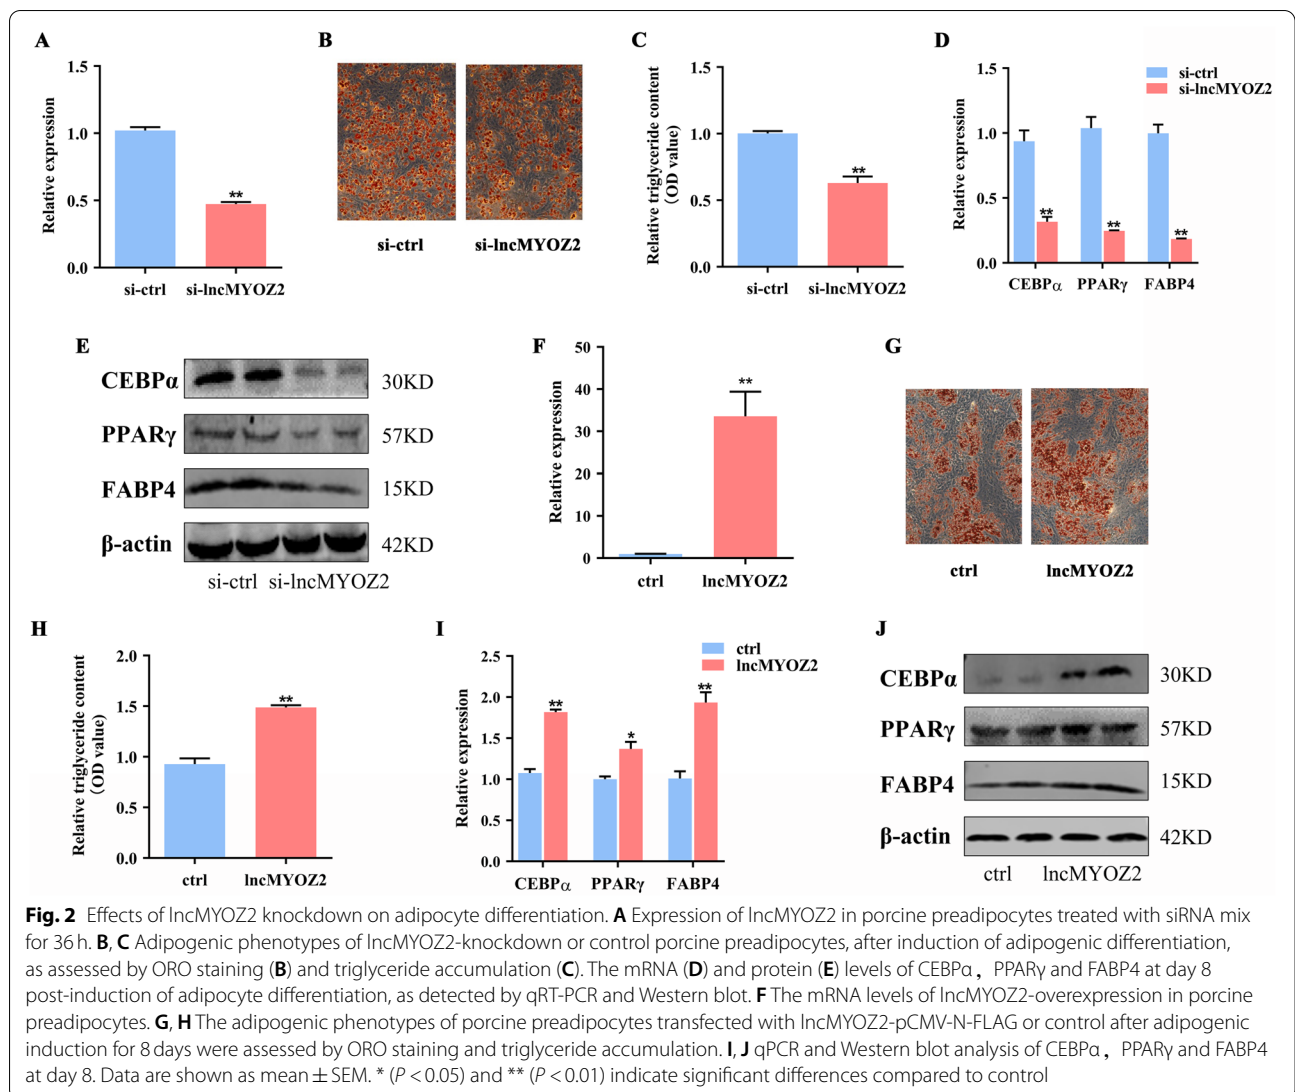 A
1.5
1.0
0.5
0.0
Relative expression
**
si-ctrl
si-lncMYOZ2
B
si-ctrl
si-lncMYOZ2
C
1.5
1.0
0.5
0.0
Relative triglyceride content
(OD value)
**
si-ctrl
si-lncMYOZ2
D
si-ctrl
si-lncMYOZ2
1.5
1.0
0.5
0.0
Relative expression
**
**
**
CEBPα
PPARγ
FABP4
E
CEBPα
30KD
PPARγ
57KD
FABP4
15KD
β-actin
42KD
si-ctrl si-lncMYOZ2
F
50
40
30
20
10
0
Relative expression
**
ctrl
lncMYOZ2
G
ctrl
lncMYOZ2
H
2.0
1.5
1.0
0.5
0.0
Relative triglyceride content
(OD value)
**
ctrl
lncMYOZ2
I
ctrl
lncMYOZ2
2.5
2.0
1.5
1.0
0.5
0.0
Relative expression
**
*
**
CEBPα
PPARγ
FABP4
J
CEBPα
30KD
PPARγ
57KD
FABP4
15KD
β-actin
42KD
ctrl lncMYOZ2
Fig. 2 Effects of lncMYOZ2 knockdown on adipocyte differentiation. A Expression of lncMYOZ2 in porcine preadipocytes treated with siRNA mix
for 36 h. B, C Adipogenic phenotypes of lncMYOZ2-knockdown or control porcine preadipocytes, after induction of adipogenic differentiation,
as assessed by ORO staining (B) and triglyceride accumulation (C). The mRNA (D) and protein (E) levels of CEBPα，PPARγ and FABP4 at day 8
post-induction of adipocyte differentiation, as detected by qRT-PCR and Western blot. F The mRNA levels of lncMYOZ2-overexpression in porcine
preadipocytes. G, H The adipogenic phenotypes of porcine preadipocytes transfected with lncMYOZ2-pCMV-N-FLAG or control after adipogenic
induction for 8 days were assessed by ORO staining and triglyceride accumulation. I, J qPCR and Western blot analysis of CEBPα，PPARγ and FABP4
at day 8. Data are shown as mean ± SEM. * (P < 0.05) and ** (P < 0.01) indicate significant differences compared to control